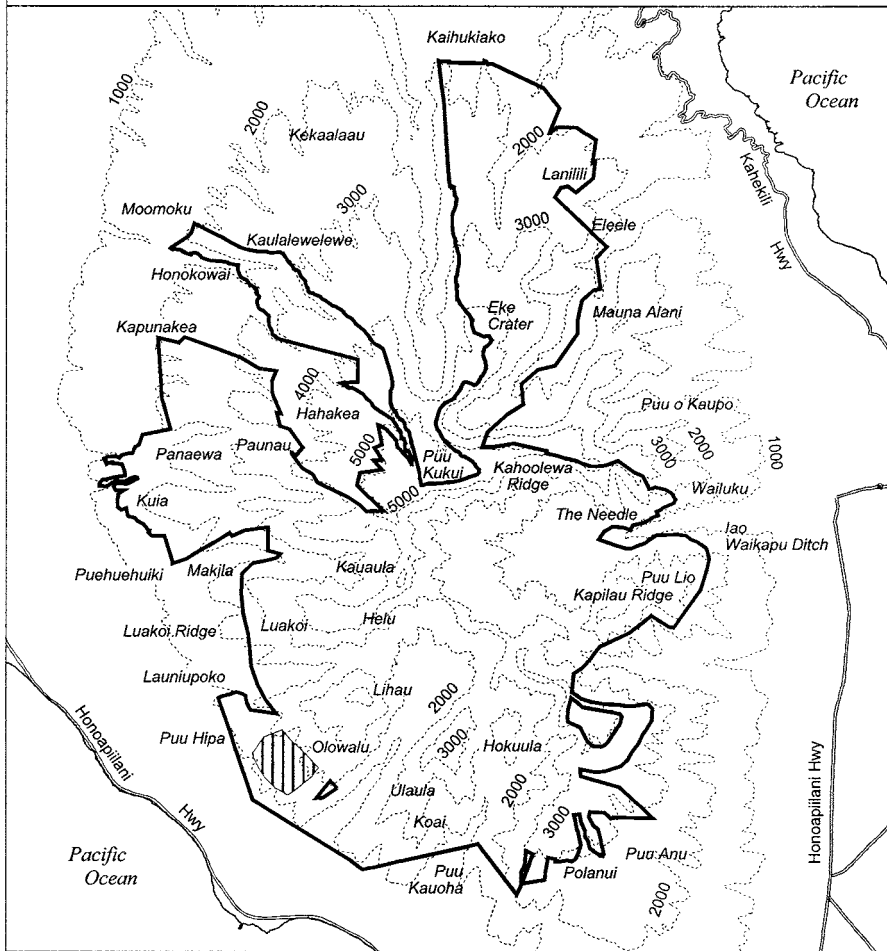 Kaihukiako
Pacific
Ocean
1000
2000
Kekaalaau
2000
Kahekili
Hwy
Lanilili
3000
Moomoku
3000
Eleele
Kaulalewelewe
Honokowai
Eke
Crater
Mauna Alani
Kapunakea
4000
Hahakea
Puu o Kaupo
Panaewa
Paunau
5000
Puu
Kukui
Kahoolewa
Ridge
3000
2000
1000
Wailuku
Kuia
5000
The Needle
Iao
Waikapu Ditch
Puehuehuiki
Makila
Kauaula
Puu Lio
Kapilau Ridge
Luakoi Ridge
Luakoi
Helu
Launiupoko
Lihau
2000
Puu Hipa
Olowalu
3000
Hokuula
Honoapiilani
Hwy
Ulaula
2000
Honoapiilani Hwy
Koai
3000
Pacific
Ocean
Puu
Kauoha
Polanui
Puu Anu
2000